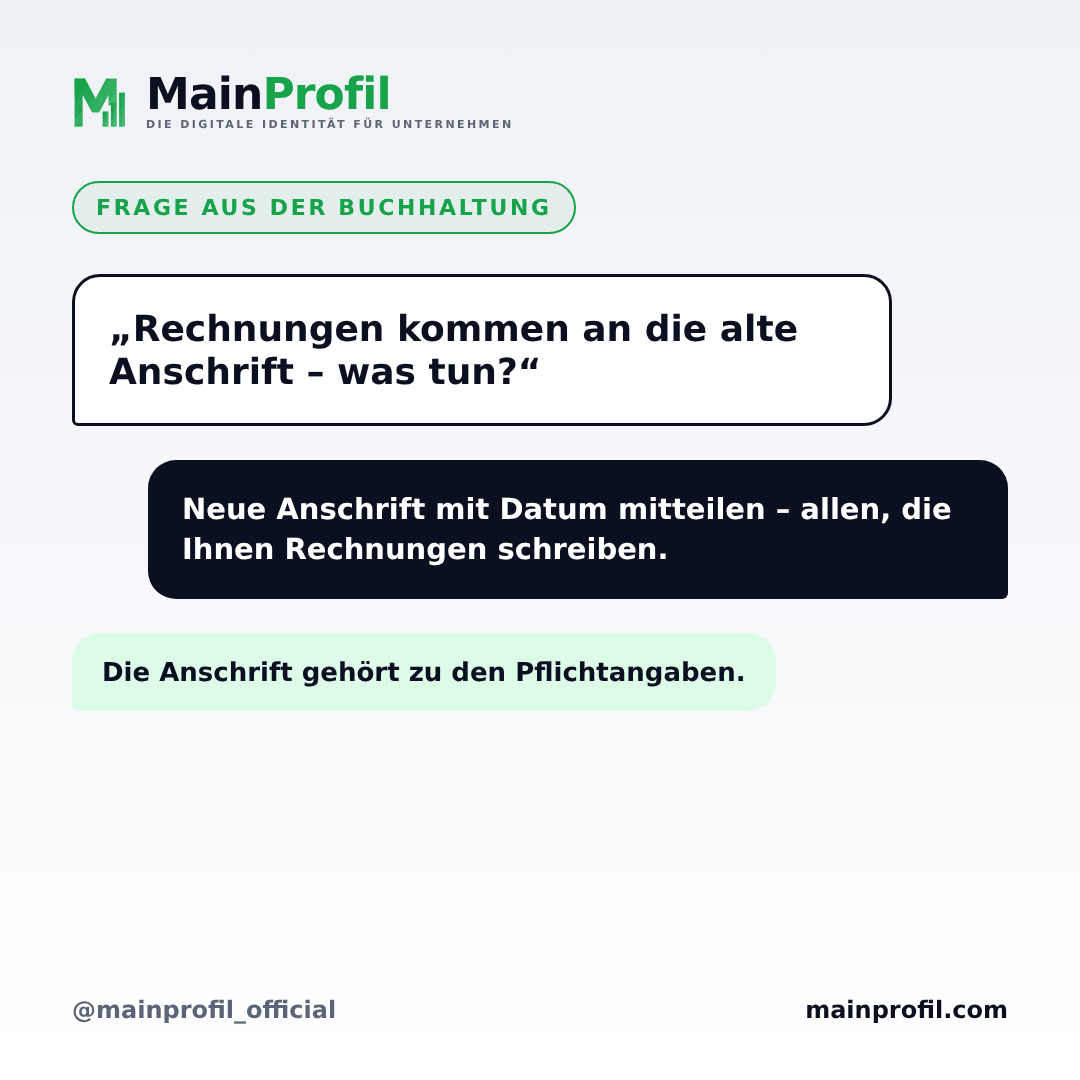 MainProfil
DIE DIGITALE IDENTITÄT FÜR UNTERNEHMEN
FRAGE AUS DER BUCHHALTUNG
„Rechnungen kommen an die alte
Anschrift – was tun?“
Neue Anschrift mit Datum mitteilen – allen, die
Ihnen Rechnungen schreiben.
Die Anschrift gehört zu den Pflichtangaben.
@mainprofil_official
mainprofil.com